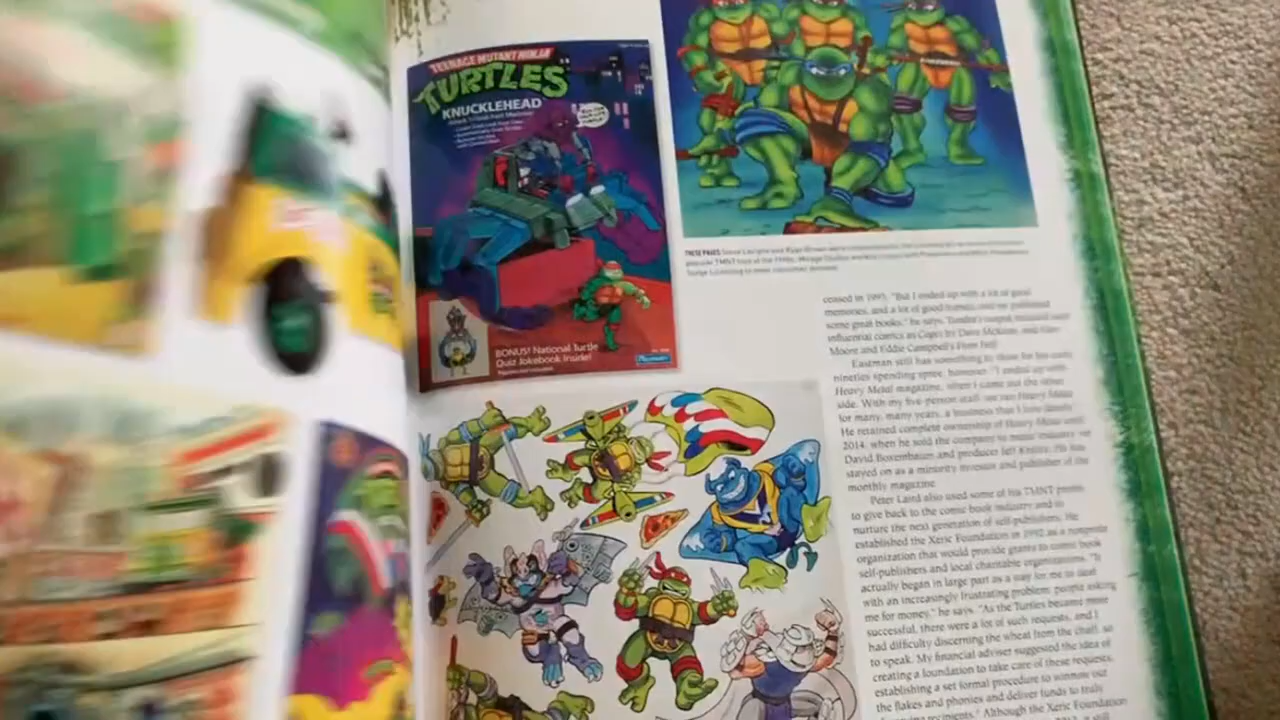 TEENAGE MUTANT NINJA
TURTLES
KNUCKLEHEAD
BONUS! National Turtle
Quiz Jokebook Inside!
Playmates
THESE PAGES
ceased in 1993. "But I ended up with a lot of good
memories, and a lot of good friends, and we published
some great books," he says. Tundra's output included such
influential comics as Cages by Dave McKean, and Alan
Moore and Eddie Campbell's From Hell.
Eastman still has something to show for his early
nineties spending spree, however. "I ended up with
Heavy Metal magazine, when I came out the other
side. With my five-person staff, we ran Heavy Metal
for many, many years, a business that I love dearly."
He retained complete ownership of Heavy Metal until
2014, when he sold the company to music industry vet
David Boxenbaum and producer Jeff Krelitz. He has
stayed on as a minority investor and publisher of the
monthly magazine.
Peter Laird also used some of his TMNT profits
to give back to the comic book industry and to
nurture the next generation of self-publishers. He
established the Xeric Foundation in 1992 as a nonprofit
organization that would provide grants to comic book
self-publishers and local charitable organizations. "It
actually began in large part as a way for me to deal
with an increasingly frustrating problem: people asking
me for money," he says. "As the Turtles became more
successful, there were a lot of such requests, and I
had difficulty discerning the wheat from the chaff, so
to speak. My financial adviser suggested the idea of
creating a foundation to take care of these requests,
establishing a set formal procedure to winnow out
the flakes and phonies and deliver funds to truly
deserving recipients." Although the Xeric Foundation